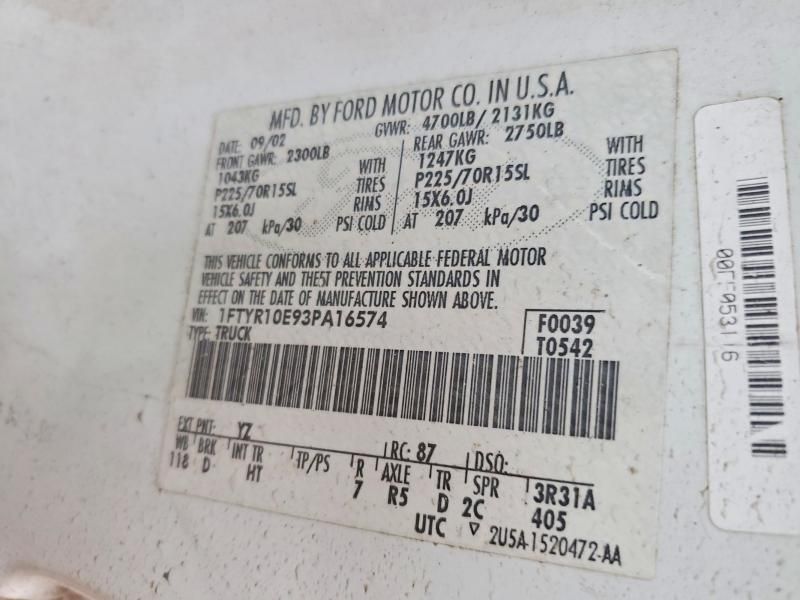 MFD. BY FORD MOTOR CO. IN U.S.A.
DATE: 09/02 GVWR: 4700LB/ 2131KG
FRONT GAWR: 2300LB REAR GAWR: 2750LB
1043KG WITH 1247KG WITH
P225/70R15SL TIRES P225/70R15SL TIRES
15X6.0J RIMS 15X6.0J RIMS
AT 207 kPa/30 PSI COLD AT 207 kPa/30 PSI COLD
THIS VEHICLE CONFORMS TO ALL APPLICABLE FEDERAL MOTOR
VEHICLE SAFETY AND THEFT PREVENTION STANDARDS IN
EFFECT ON THE DATE OF MANUFACTURE SHOWN ABOVE.
VIN: 1FTYR10E93PA16574 F0039
TYPE: TRUCK T0542
EXT PNT: YZ RC: 87 DSO:
WB BRK INT TR TP/PS R AXLE TR SPR 3R31A
118 D HT 7 R5 D 2C 405
UTC ▽ 2U5A-1520472-AA